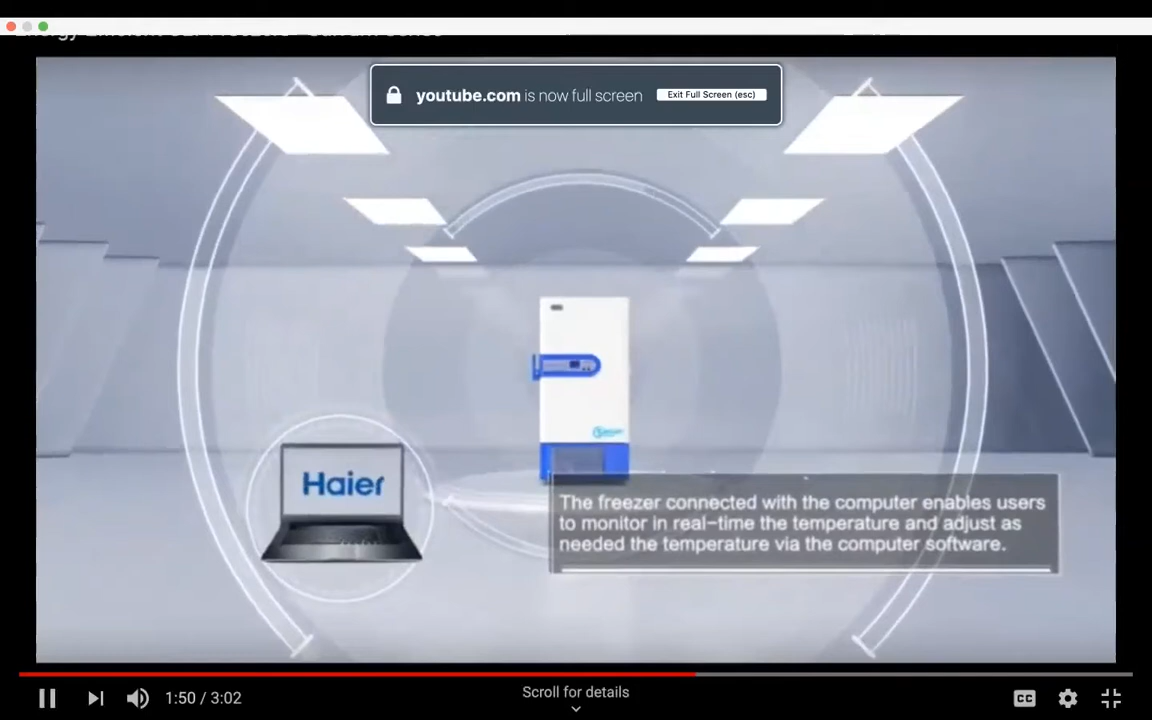 youtube.com is now full screen
Exit Full Screen (esc)
Haier
The freezer connected with the computer enables users
to monitor in real-time the temperature and adjust as
needed the temperature via the computer software.
1:50 / 3:02
Scroll for details
CC